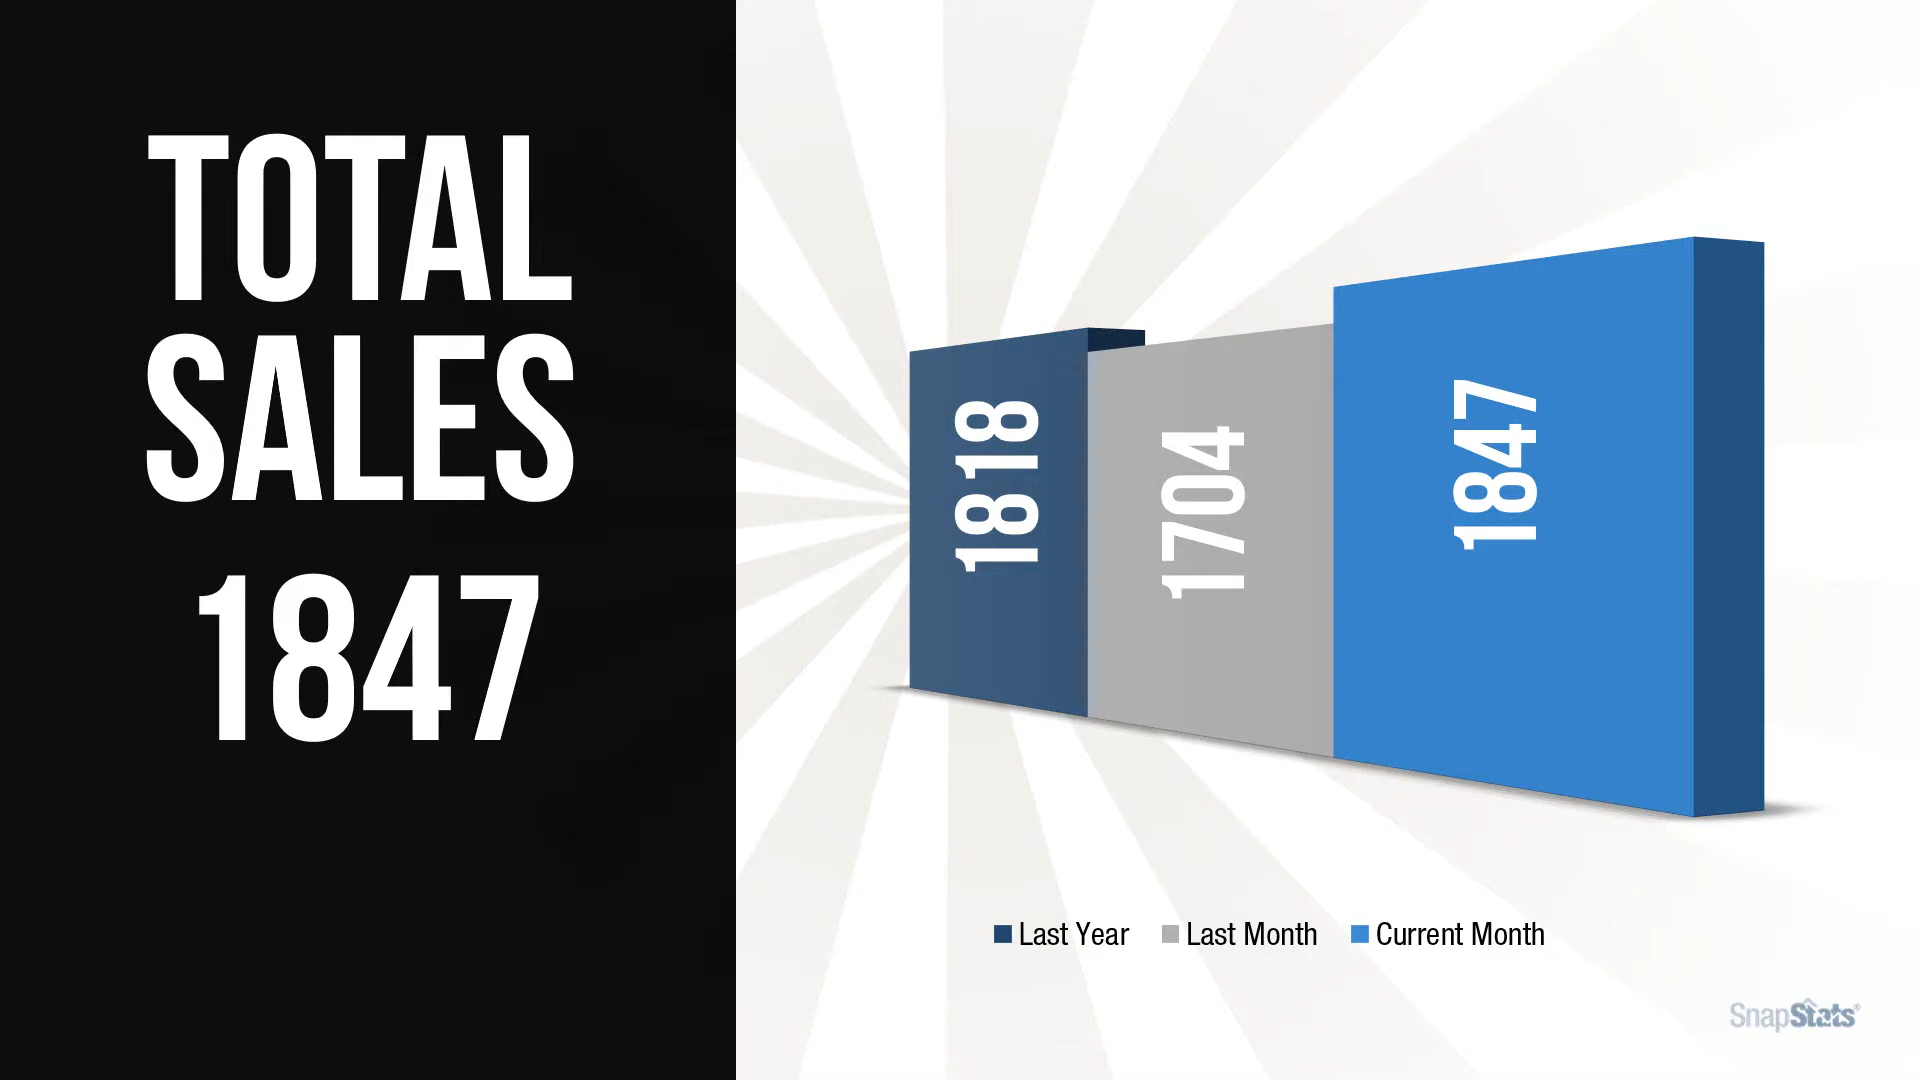 TOTAL
SALES
1847
1818
1704
1847
Last Year
Last Month
Current Month
SnapStats®